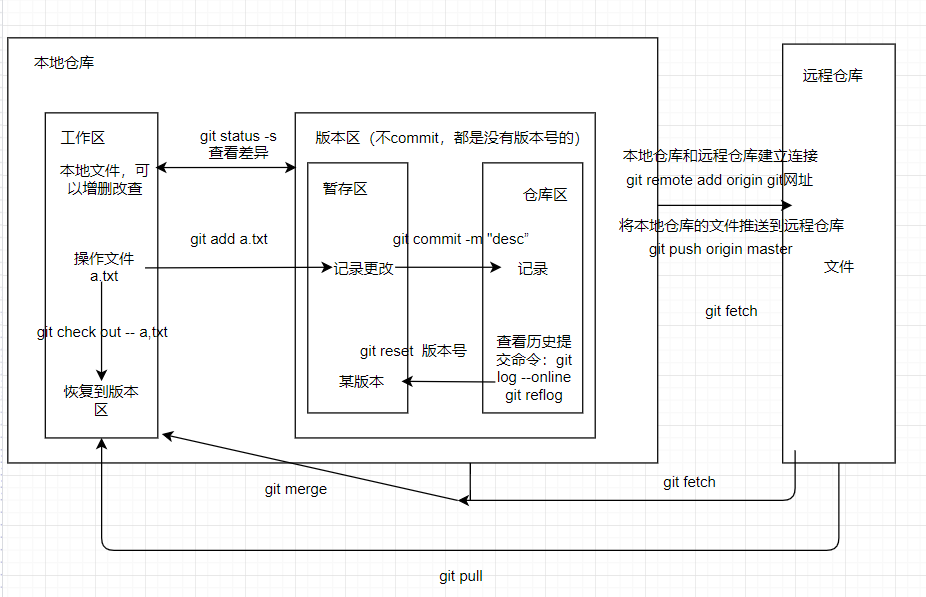 本地仓库
远程仓库
工作区
本地文件，可
以增删改查
git status -s
查看差异
版本区（不commit，都是没有版本号的）
暂存区
仓库区
本地仓库和远程仓库建立连接
git remote add origin git网址
将本地仓库的文件推送到远程仓库
git push origin master
git add a.txt
git commit -m "desc”
操作文件
a,txt
记录更改
记录
文件
git fetch
git check out -- a,txt
恢复到版本
区
git reset 版本号
某版本
查看历史提
交命令：git
log --online
git reflog
git merge
git fetch
git pull